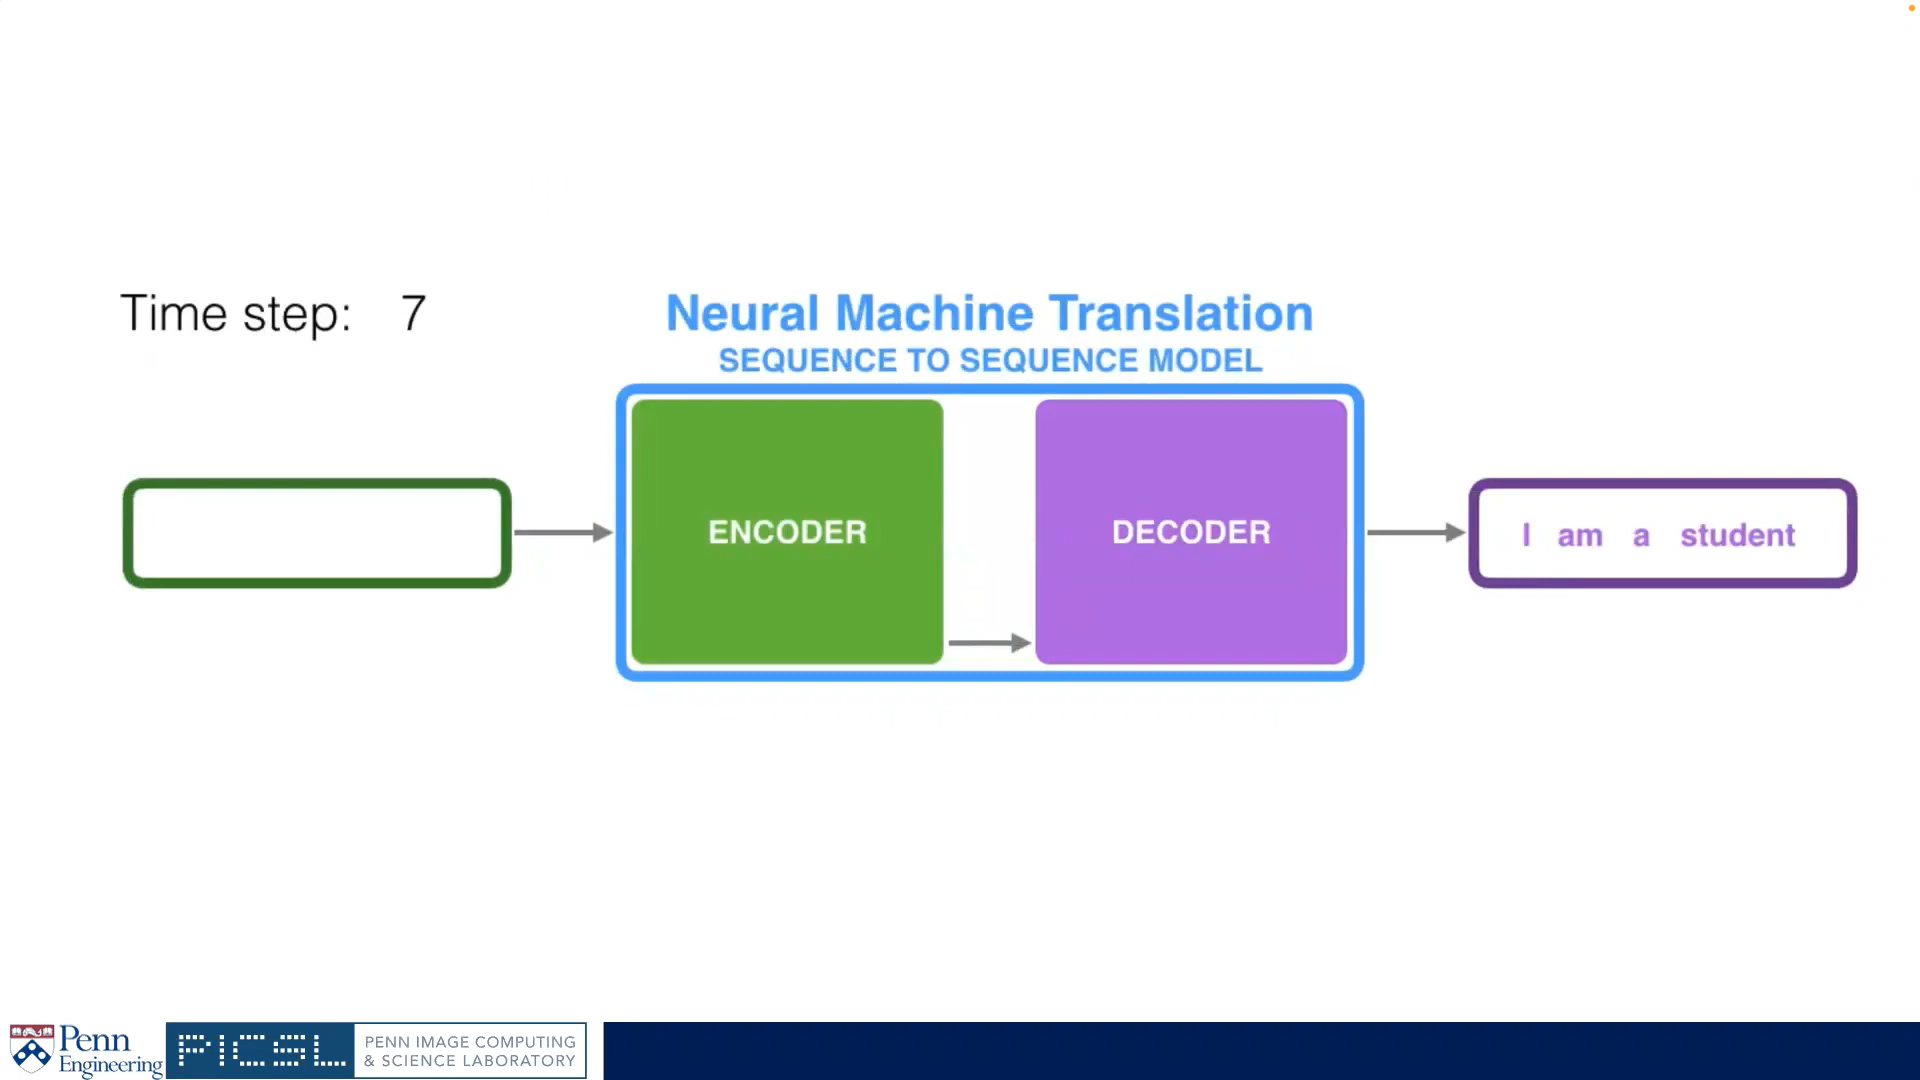 Time step: 7
Neural Machine Translation
SEQUENCE TO SEQUENCE MODEL
ENCODER
DECODER
I am a student
Penn
Engineering
PICSL
PENN IMAGE COMPUTING
& SCIENCE LABORATORY